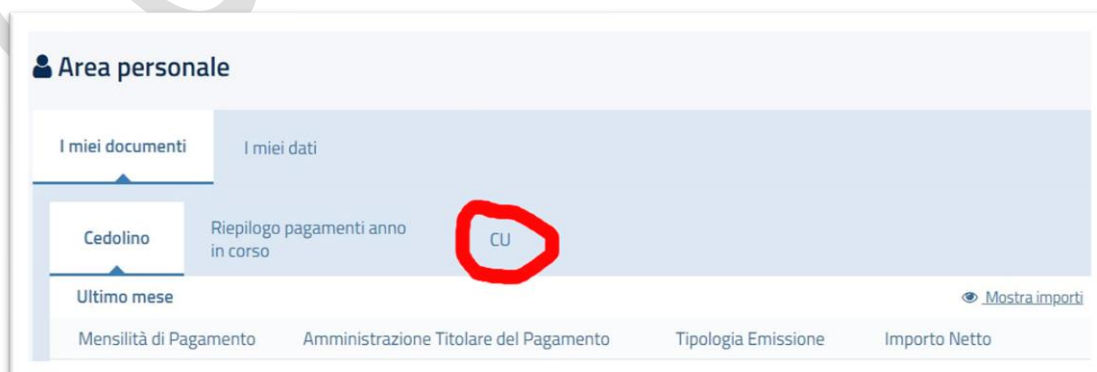 Area personale
I miei documenti
I miei dati
Cedolino
Riepilogo pagamenti anno
in corso
CU
Ultimo mese
Mostra importi
Mensilità di Pagamento
Amministrazione Titolare del Pagamento
Tipologia Emissione
Importo Netto